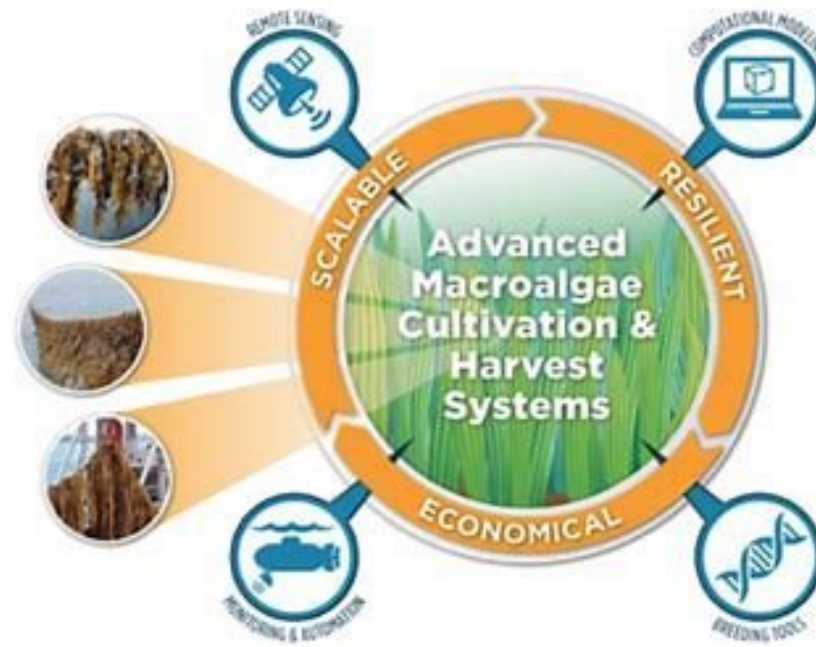 REMOTE SENSING
COMPUTATIONAL MODELING
SCALABLE
RESILIENT
Advanced
Macroalgae
Cultivation &
Harvest
Systems
ECONOMICAL
MONITORING & AUTOMATION
BREEDING TOOLS